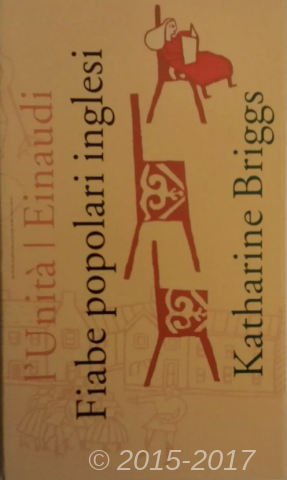 l'Unità | Einaudi
Fiabe popolari inglesi
Katharine Briggs
© 2015-2017